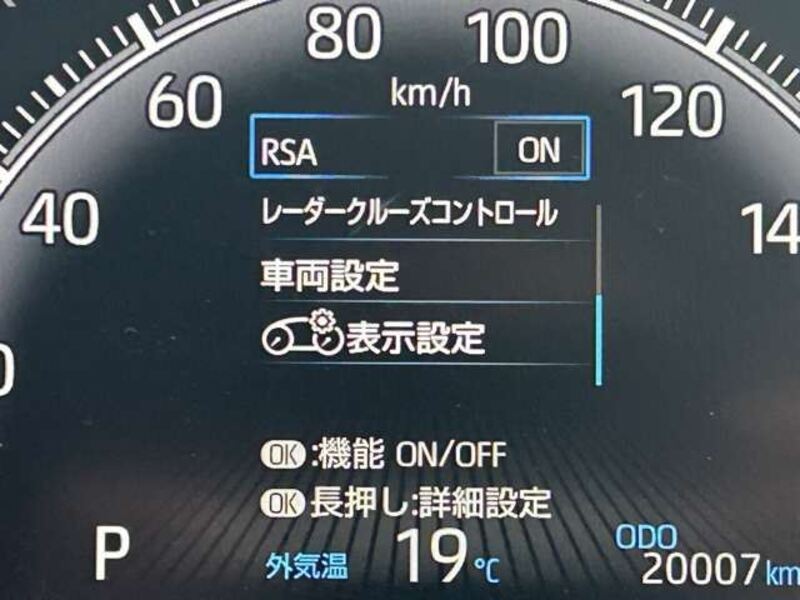 80 100
km/h
60 120
RSA ON
40 レーダークルーズコントロール 14
車両設定
表示設定
0
OK:機能 ON/OFF
OK長押し:詳細設定
P 外気温 19℃ ODO 20007km